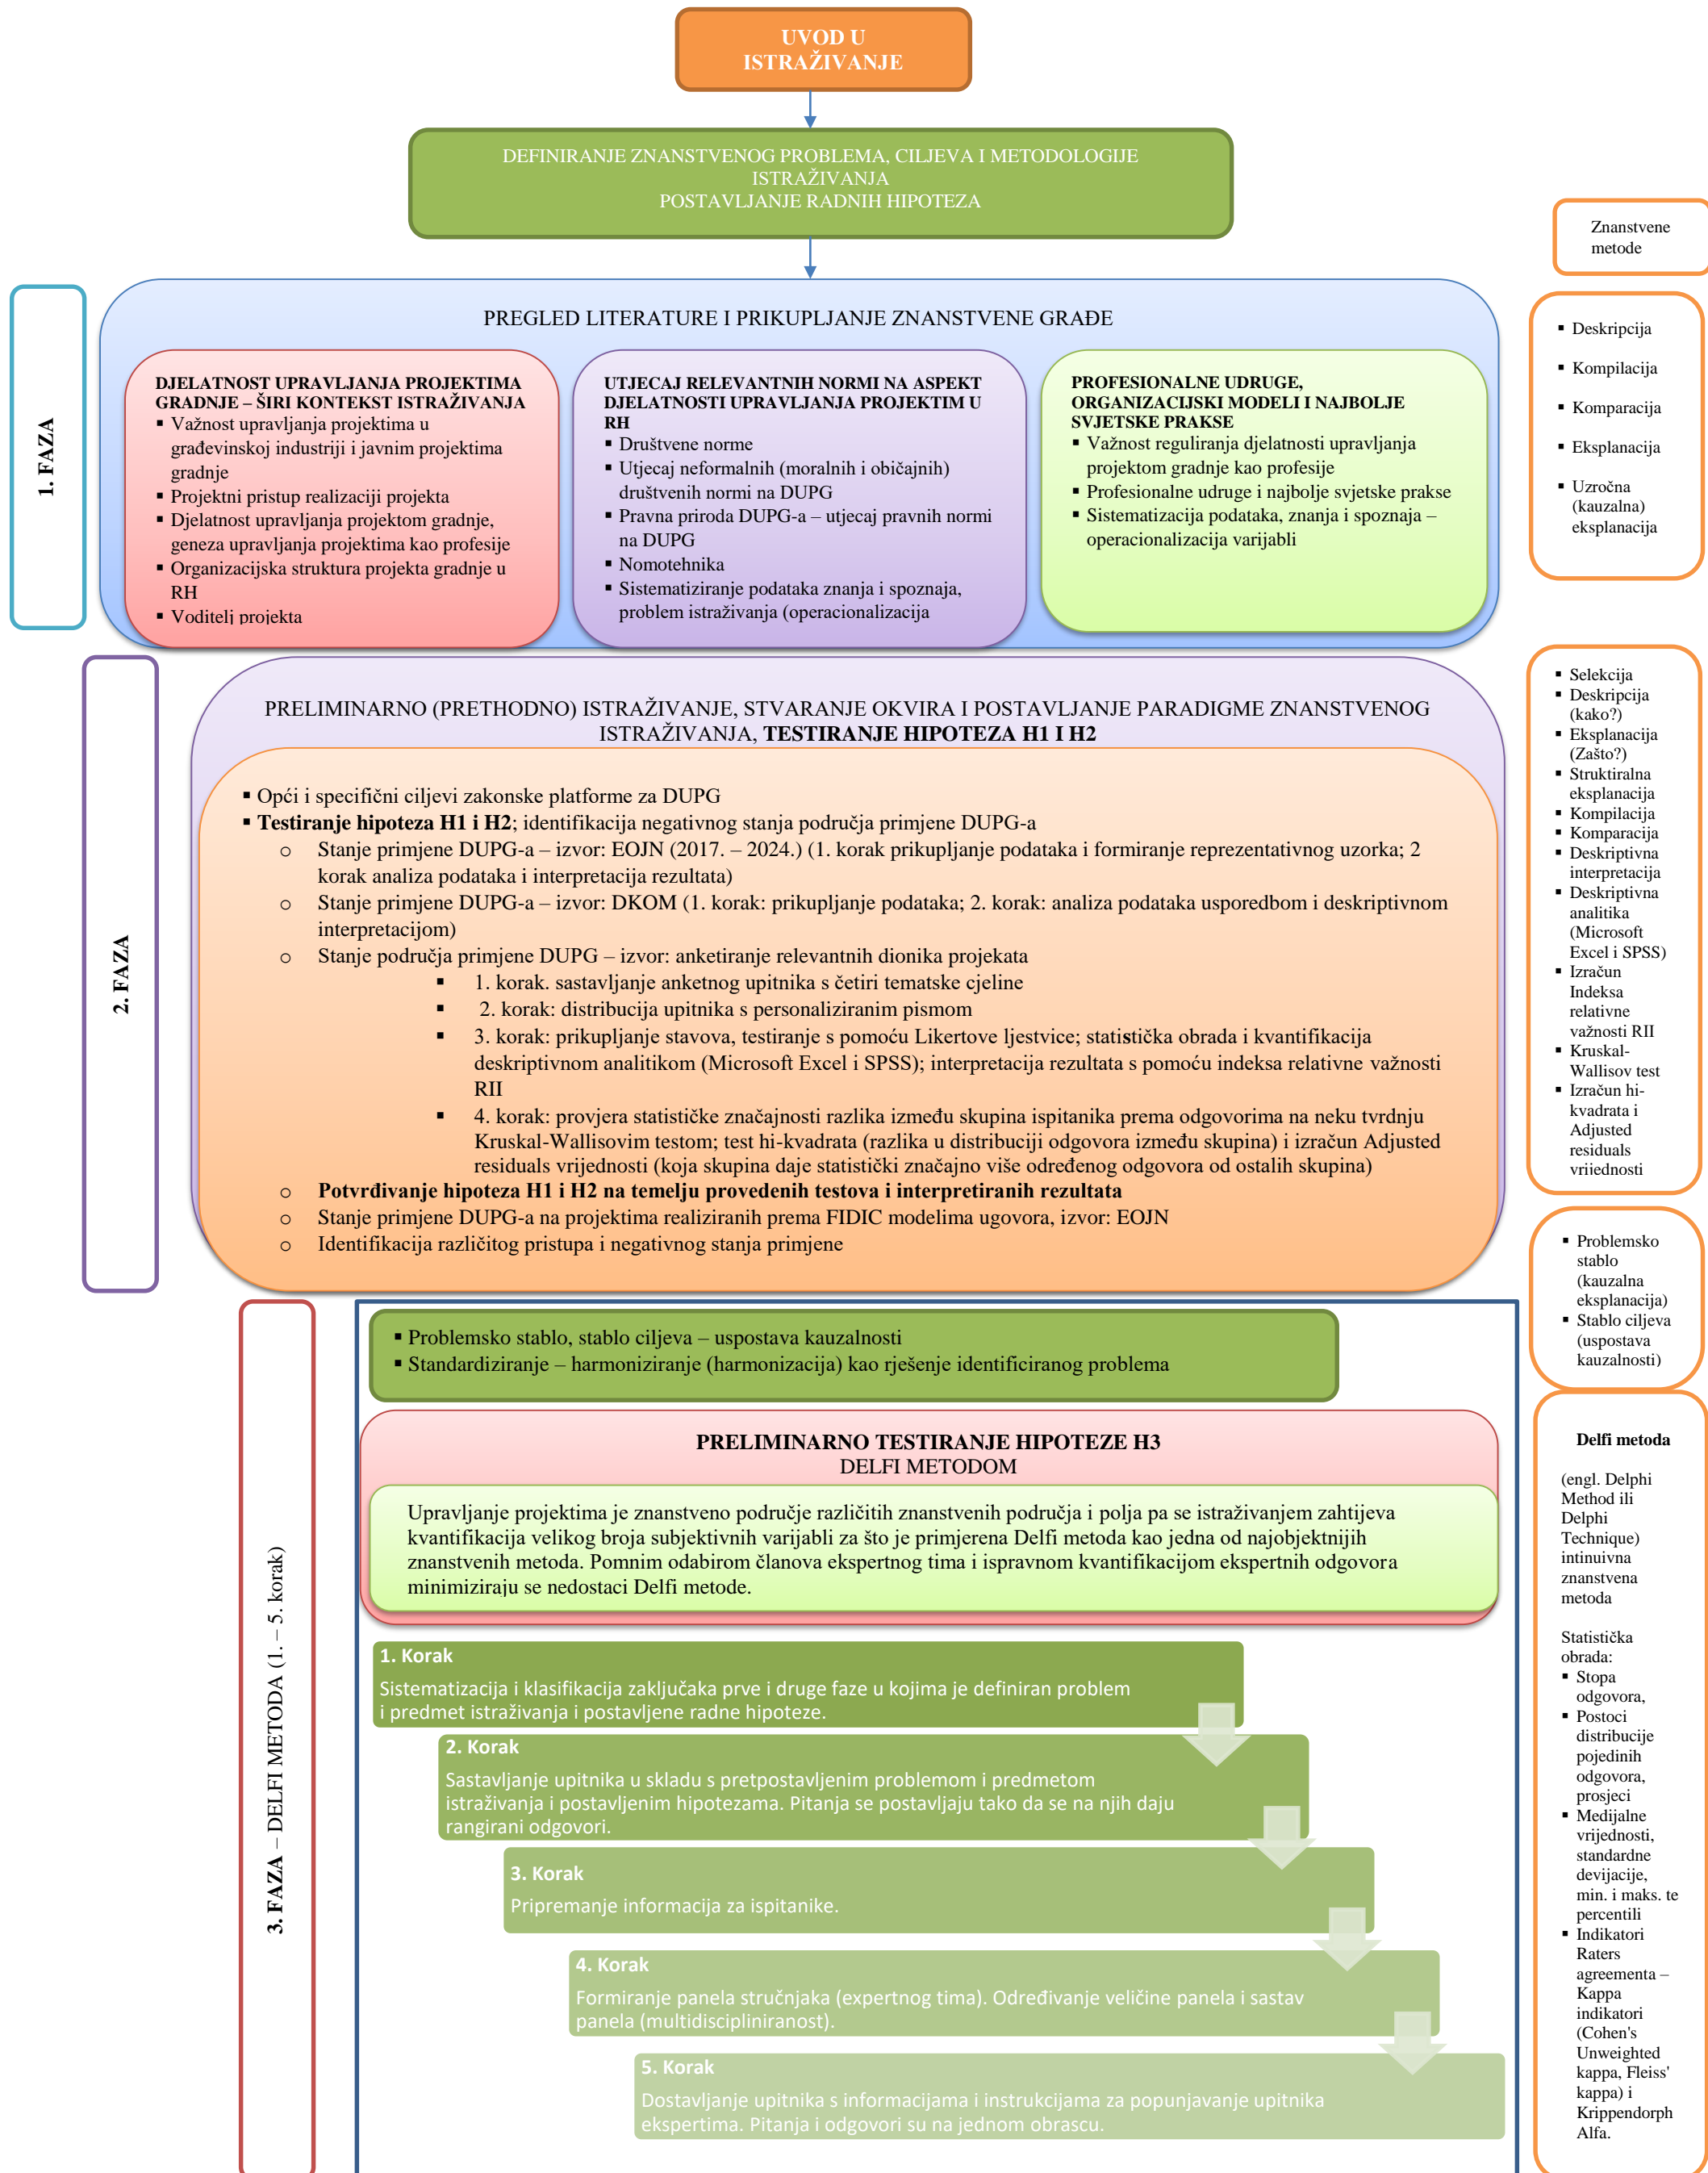 UVOD U
ISTRAŽIVANJE
DEFINIRANJE ZNANSTVENOG PROBLEMA, CILJEVA I METODOLOGIJE
ISTRAŽIVANJA
POSTAVLJANJE RADNIH HIPOTEZA
Znanstvene
metode
1. FAZA
PREGLED LITERATURE I PRIKUPLJANJE ZNANSTVENE GRAĐE
DJELATNOST UPRAVLJANJA PROJEKTIMA
GRADNJE – ŠIRI KONTEKST ISTRAŽIVANJA
▪ Važnost upravljanja projektima u
građevinskoj industriji i javnim projektima
gradnje
▪ Projektni pristup realizaciji projekta
▪ Djelatnost upravljanja projektom gradnje,
geneza upravljanja projektima kao profesije
▪ Organizacijska struktura projekta gradnje u
RH
▪ Voditelj projekta
UTJECAJ RELEVANTNIH NORMI NA ASPEKT
DJELATNOSTI UPRAVLJANJA PROJEKTIM U
RH
▪ Društvene norme
▪ Utjecaj neformalnih (moralnih i običajnih)
društvenih normi na DUPG
▪ Pravna priroda DUPG-a – utjecaj pravnih normi
na DUPG
▪ Nomotehnika
▪ Sistematiziranje podataka znanja i spoznaja,
problem istraživanja (operacionalizacija
PROFESIONALNE UDRUGE,
ORGANIZACIJSKI MODELI I NAJBOLJE
SVJETSKE PRAKSE
▪ Važnost reguliranja djelatnosti upravljanja
projektom gradnje kao profesije
▪ Profesionalne udruge i najbolje svjetske prakse
▪ Sistematizacija podataka, znanja i spoznaja –
operacionalizacija varijabli
▪ Deskripcija
▪ Kompilacija
▪ Komparacija
▪ Eksplanacija
▪ Uzročna
(kauzalna)
eksplanacija
2. FAZA
PRELIMINARNO (PRETHODNO) ISTRAŽIVANJE, STVARANJE OKVIRA I POSTAVLJANJE PARADIGME ZNANSTVENOG
ISTRAŽIVANJA, TESTIRANJE HIPOTEZA H1 I H2
▪ Opći i specifični ciljevi zakonske platforme za DUPG
▪ Testiranje hipoteza H1 i H2; identifikacija negativnog stanja područja primjene DUPG-a
o Stanje primjene DUPG-a – izvor: EOJN (2017. – 2024.) (1. korak prikupljanje podataka i formiranje reprezentativnog uzorka; 2
korak analiza podataka i interpretacija rezultata)
o Stanje primjene DUPG-a – izvor: DKOM (1. korak: prikupljanje podataka; 2. korak: analiza podataka usporedbom i deskriptivnom
interpretacijom)
o Stanje područja primjene DUPG – izvor: anketiranje relevantnih dionika projekata
▪ 1. korak. sastavljanje anketnog upitnika s četiri tematske cjeline
▪ 2. korak: distribucija upitnika s personaliziranim pismom
▪ 3. korak: prikupljanje stavova, testiranje s pomoću Likertove ljestvice; statistička obrada i kvantifikacija
deskriptivnom analitikom (Microsoft Excel i SPSS); interpretacija rezultata s pomoću indeksa relativne važnosti
RII
▪ 4. korak: provjera statističke značajnosti razlika između skupina ispitanika prema odgovorima na neku tvrdnju
Kruskal-Wallisovim testom; test hi-kvadrata (razlika u distribuciji odgovora između skupina) i izračun Adjusted
residuals vrijednosti (koja skupina daje statistički značajno više određenog odgovora od ostalih skupina)
o Potvrđivanje hipoteza H1 i H2 na temelju provedenih testova i interpretiranih rezultata
o Stanje primjene DUPG-a na projektima realiziranih prema FIDIC modelima ugovora, izvor: EOJN
o Identifikacija različitog pristupa i negativnog stanja primjene
▪ Selekcija
▪ Deskripcija
(kako?)
▪ Eksplanacija
(Zašto?)
▪ Struktiralna
eksplanacija
▪ Kompilacija
▪ Komparacija
▪ Deskriptivna
interpretacija
▪ Deskriptivna
analitika
(Microsoft
Excel i SPSS)
▪ Izračun
Indeksa
relativne
važnosti RII
▪ Kruskal-
Wallisov test
▪ Izračun hi-
kvadrata i
Adjusted
residuals
vrijednosti
▪ Problemsko
stablo
(kauzalna
eksplanacija)
▪ Stablo ciljeva
(uspostava
kauzalnosti)
3. FAZA – DELFI METODA (1. – 5. korak)
▪ Problemsko stablo, stablo ciljeva – uspostava kauzalnosti
▪ Standardiziranje – harmoniziranje (harmonizacija) kao rješenje identificiranog problema
PRELIMINARNO TESTIRANJE HIPOTEZE H3
DELFI METODOM
Upravljanje projektima je znanstveno područje različitih znanstvenih područja i polja pa se istraživanjem zahtijeva
kvantifikacija velikog broja subjektivnih varijabli za što je primjerena Delfi metoda kao jedna od najobjektnijih
znanstvenih metoda. Pomnim odabirom članova ekspertnog tima i ispravnom kvantifikacijom ekspertnih odgovora
minimiziraju se nedostaci Delfi metode.
1. Korak
Sistematizacija i klasifikacija zaključaka prve i druge faze u kojima je definiran problem
i predmet istraživanja i postavljene radne hipoteze.
2. Korak
Sastavljanje upitnika u skladu s pretpostavljenim problemom i predmetom
istraživanja i postavljenim hipotezama. Pitanja se postavljaju tako da se na njih daju
rangirani odgovori.
3. Korak
Pripremanje informacija za ispitanike.
4. Korak
Formiranje panela stručnjaka (expertnog tima). Određivanje veličine panela i sastav
panela (multidiscipliniranost).
5. Korak
Dostavljanje upitnika s informacijama i instrukcijama za popunjavanje upitnika
ekspertima. Pitanja i odgovori su na jednom obrascu.
Delfi metoda
(engl. Delphi
Method ili
Delphi
Technique)
intinuivna
znanstvena
metoda
Statistička
obrada:
▪ Stopa
odgovora,
▪ Postoci
distribucije
pojedinih
odgovora,
prosjeci
▪ Medijalne
vrijednosti,
standardne
devijacije,
min. i maks. te
percentili
▪ Indikatori
Raters
agreementa –
Kappa
indikatori
(Cohen's
Unweighted
kappa, Fleiss'
kappa) i
Krippendorph
Alfa.